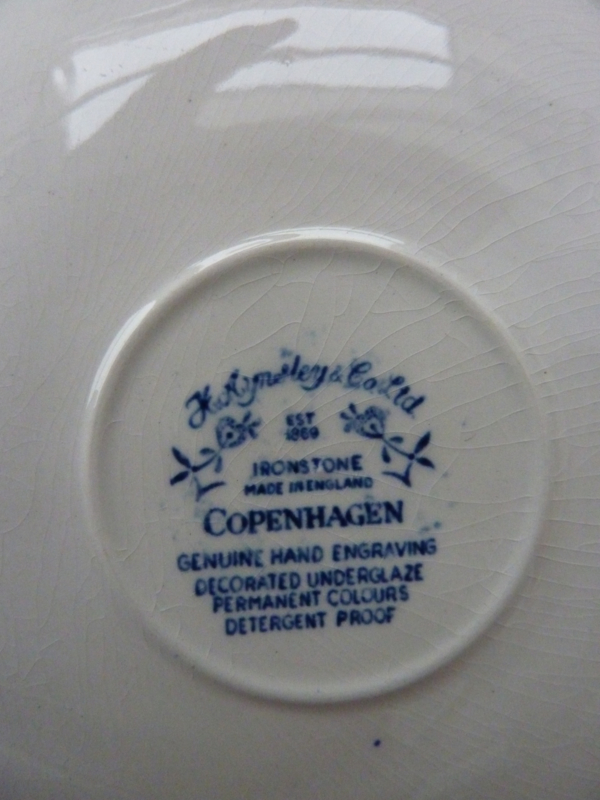 H. Aynsley & Co Ltd.
EST
1869
IRONSTONE
MADE IN ENGLAND
COPENHAGEN
GENUINE HAND ENGRAVING
DECORATED UNDERGLAZE
PERMANENT COLOURS
DETERGENT PROOF